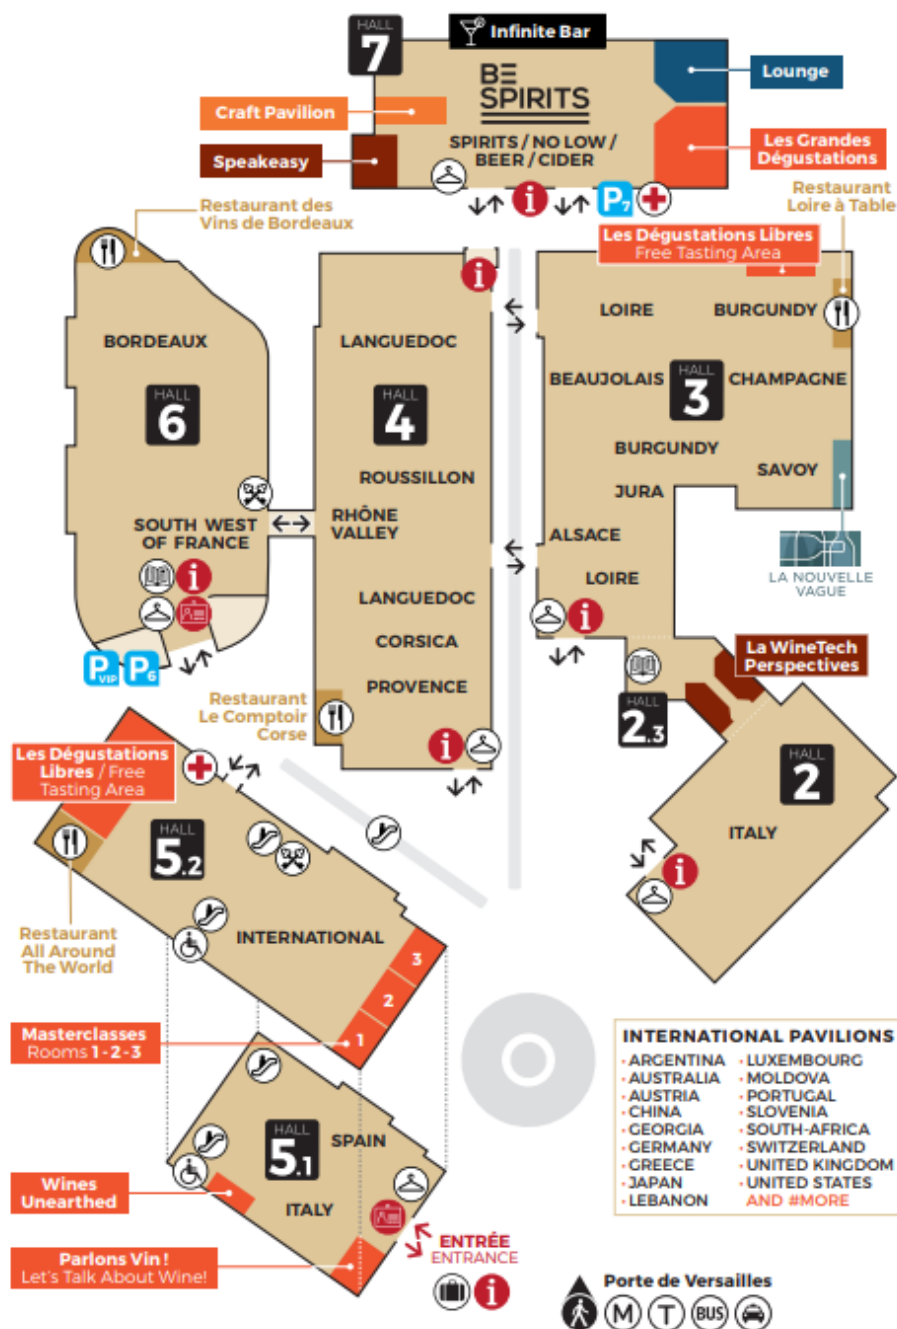 HALL
7
Infinite Bar
BE
SPIRITS
SPIRITS / NO LOW /
BEER / CIDER
Lounge
Craft Pavilion
Speakeasy
Les Grandes
Dégustations
i
P7
Restaurant des
Vins de Bordeaux
Restaurant
Loire à Table
Les Dégustations Libres
Free Tasting Area
BORDEAUX
HALL
6
SOUTH WEST
OF FRANCE
i
PVIP
P6
i
LANGUEDOC
HALL
4
ROUSSILLON
RHÔNE
VALLEY
LANGUEDOC
CORSICA
PROVENCE
Restaurant
Le Comptoir
Corse
i
LOIRE
BURGUNDY
BEAUJOLAIS
HALL
3
CHAMPAGNE
BURGUNDY
SAVOY
JURA
ALSACE
LOIRE
i
LA NOUVELLE
VAGUE
La WineTech
Perspectives
HALL
2.3
HALL
2
ITALY
i
Les Dégustations
Libres / Free
Tasting Area
HALL
5.2
INTERNATIONAL
Restaurant
All Around
The World
3
2
1
Masterclasses
Rooms 1 - 2 - 3
HALL
5.1
SPAIN
ITALY
Wines
Unearthed
Parlons Vin !
Let's Talk About Wine!
ENTRÉE
ENTRANCE
i
INTERNATIONAL PAVILIONS
• ARGENTINA
• AUSTRALIA
• AUSTRIA
• CHINA
• GEORGIA
• GERMANY
• GREECE
• JAPAN
• LEBANON
• LUXEMBOURG
• MOLDOVA
• PORTUGAL
• SLOVENIA
• SOUTH-AFRICA
• SWITZERLAND
• UNITED KINGDOM
• UNITED STATES
AND #MORE
Porte de Versailles
M T BUS